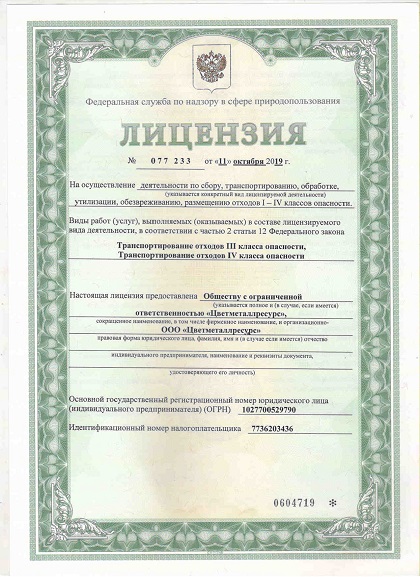 Федеральная служба по надзору в сфере природопользования
ЛИЦЕНЗИЯ
№ 077 233 от «11» октября 2019 г.
На осуществление деятельности по сбору, транспортированию, обработке,
(указывается конкретный вид лицензируемой деятельности)
утилизации, обезвреживанию, размещению отходов I – IV классов опасности.
Виды работ (услуг), выполняемых (оказываемых) в составе лицензируемого
вида деятельности, в соответствии с частью 2 статьи 12 Федерального закона
Транспортирование отходов III класса опасности,
Транспортирование отходов IV класса опасности
Настоящая лицензия предоставлена Обществу с ограниченной
(указывается полное и (в случае, если имеется)
ответственностью «Цветметаллресурс»,
сокращенное наименование, в том числе фирменное наименование, и организационно-
ООО «Цветметаллресурс»
правовая форма юридического лица, фамилия, имя и (в случае если имеется) отчество
индивидуального предпринимателя, наименование и реквизиты документа,
удостоверяющего его личность)
Основной государственный регистрационный номер юридического лица
(индивидуального предпринимателя) (ОГРН) 1027700529790
Идентификационный номер налогоплательщика 7736203436
0604719 *